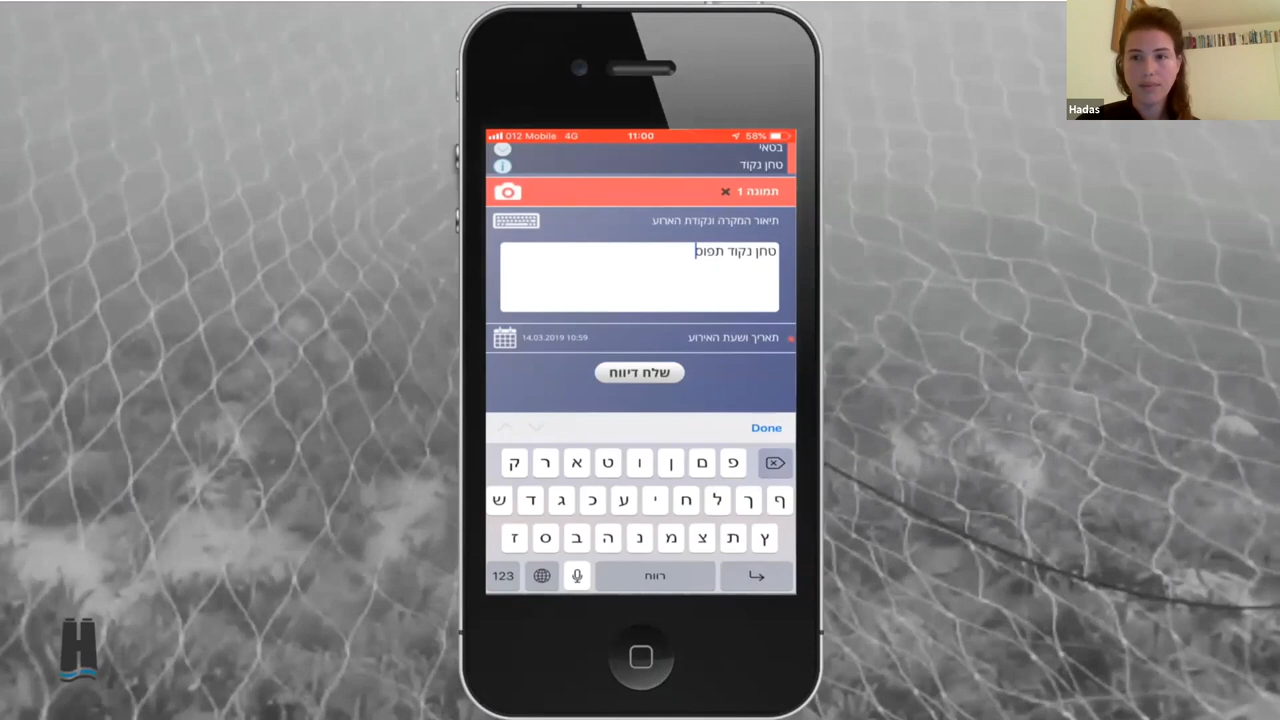 Hadas
012 Mobile 4G 11:00 58%
בטאי
טחן נקוד
תמונה 1
תיאור המקרה ונקודת הארוע
טחן נקוד תפוס
תאריך ושעת האירוע 14.03.2019 10:59
שלח דיווח
Done
ק ר א ט ו ן ם פ
ש ד ג כ ע י ח ל ך ף
ז ס ב ה נ מ צ ת ץ
123 רווח
H